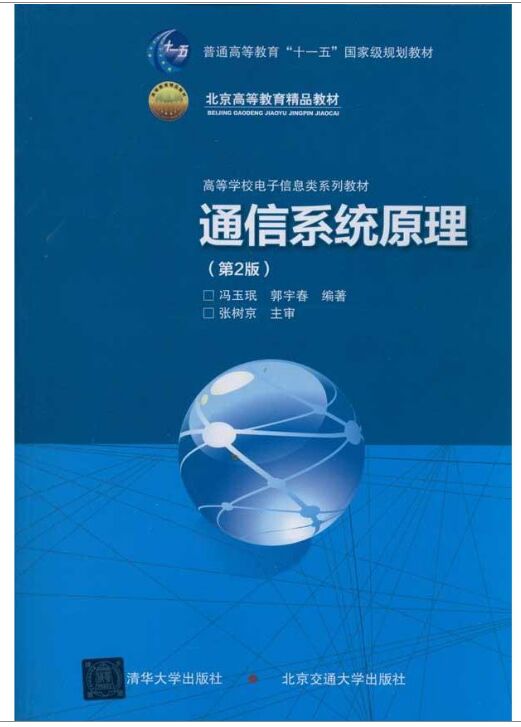 十一五
普通高等教育“十一五”国家级规划教材
北京高等教育精品教材
BEIJING GAODENG JIAOYU JINGPIN JIAOCAI
高等学校电子信息类系列教材
通信系统原理
（第2版）
□冯玉珉 郭宇春 编著
□张树京 主审
清华大学出版社 · 北京交通大学出版社